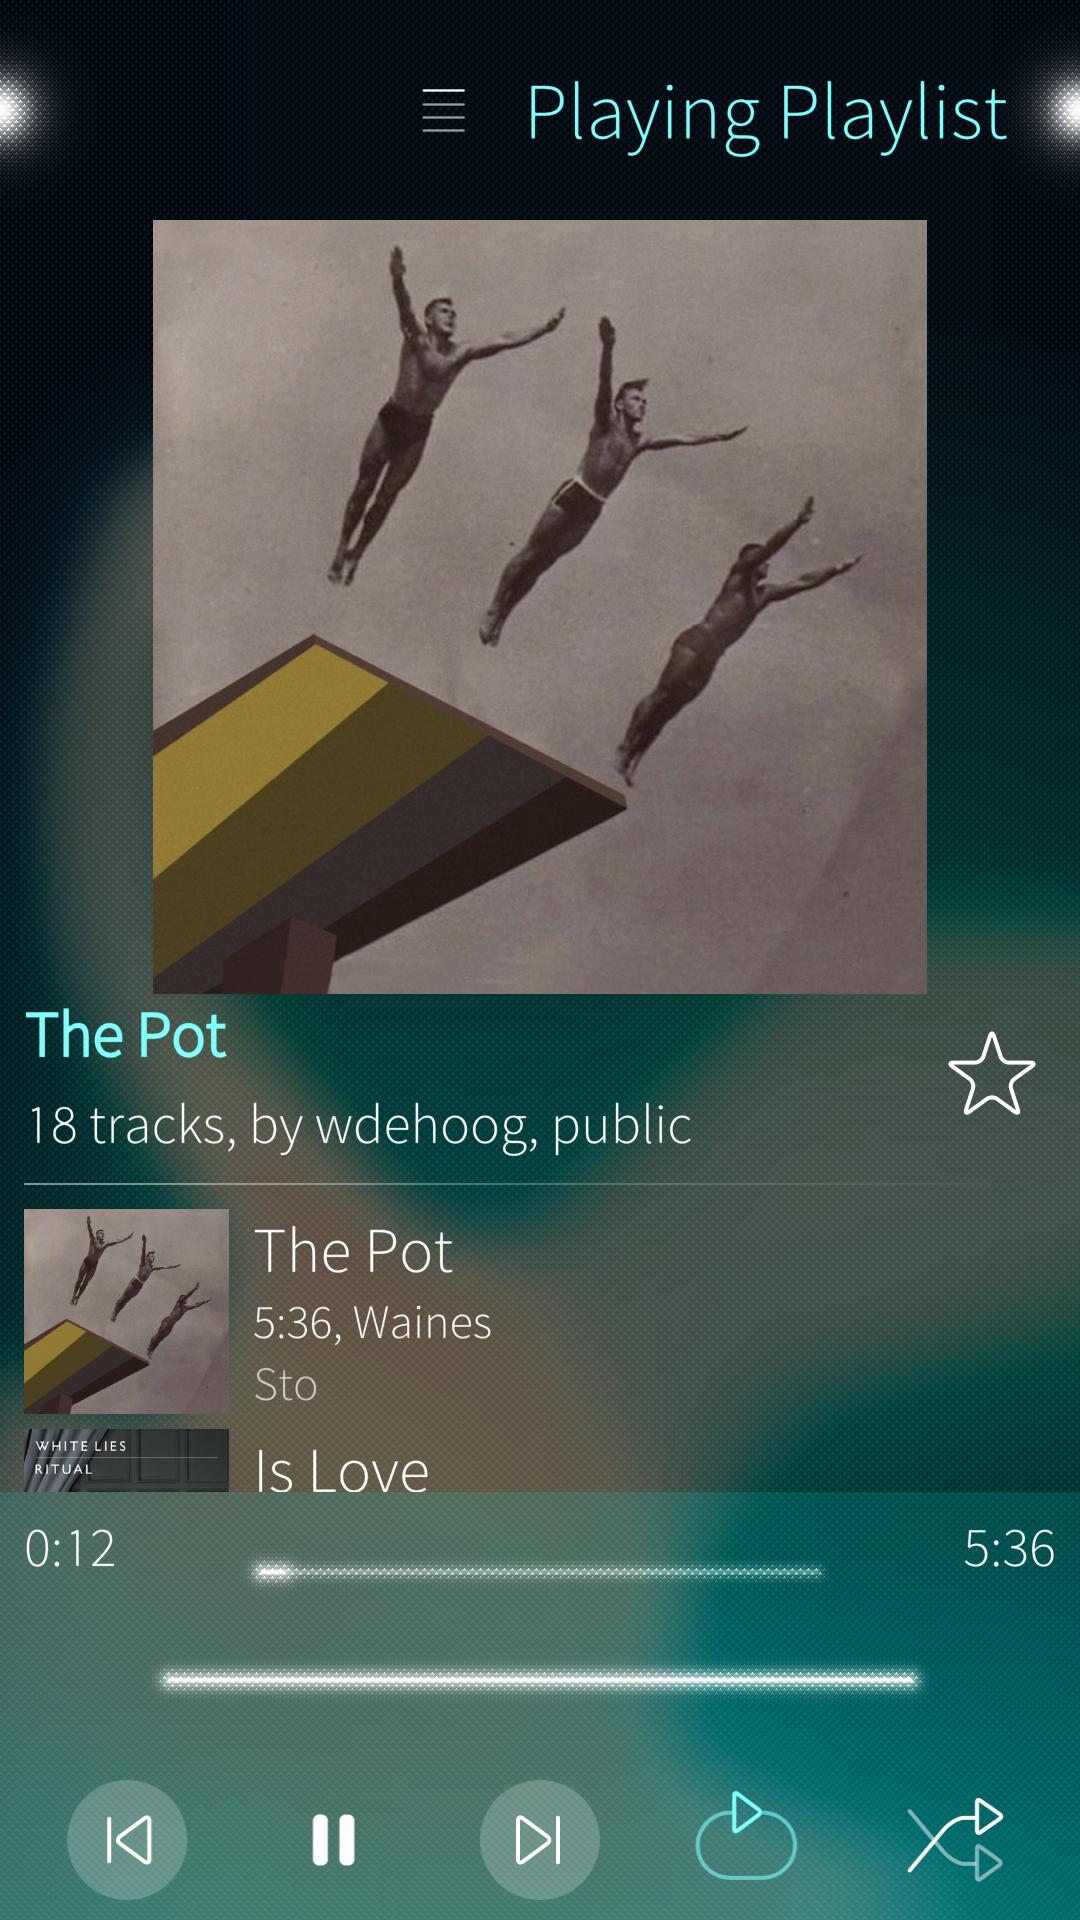 Playing Playlist
The Pot
18 tracks, by wdehoog, public
The Pot
5:36, Waines
Sto
WHITE LIES
RITUAL
Is Love
0:12
5:36